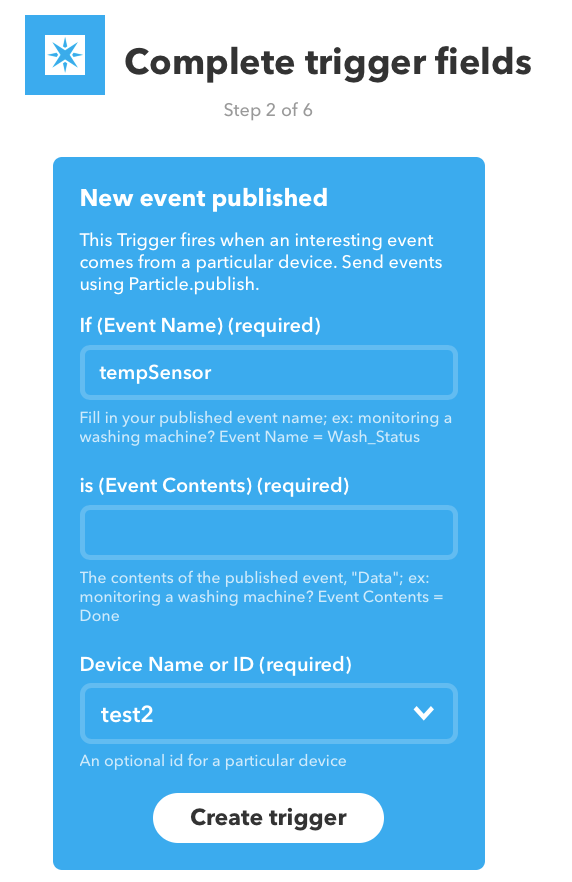 Complete trigger fields
Step 2 of 6
New event published
This Trigger fires when an interesting event
comes from a particular device. Send events
using Particle.publish.
If (Event Name) (required)
tempSensor
Fill in your published event name; ex: monitoring a
washing machine? Event Name = Wash_Status
is (Event Contents) (required)
The contents of the published event, "Data"; ex:
monitoring a washing machine? Event Contents =
Done
Device Name or ID (required)
test2
An optional id for a particular device
Create trigger